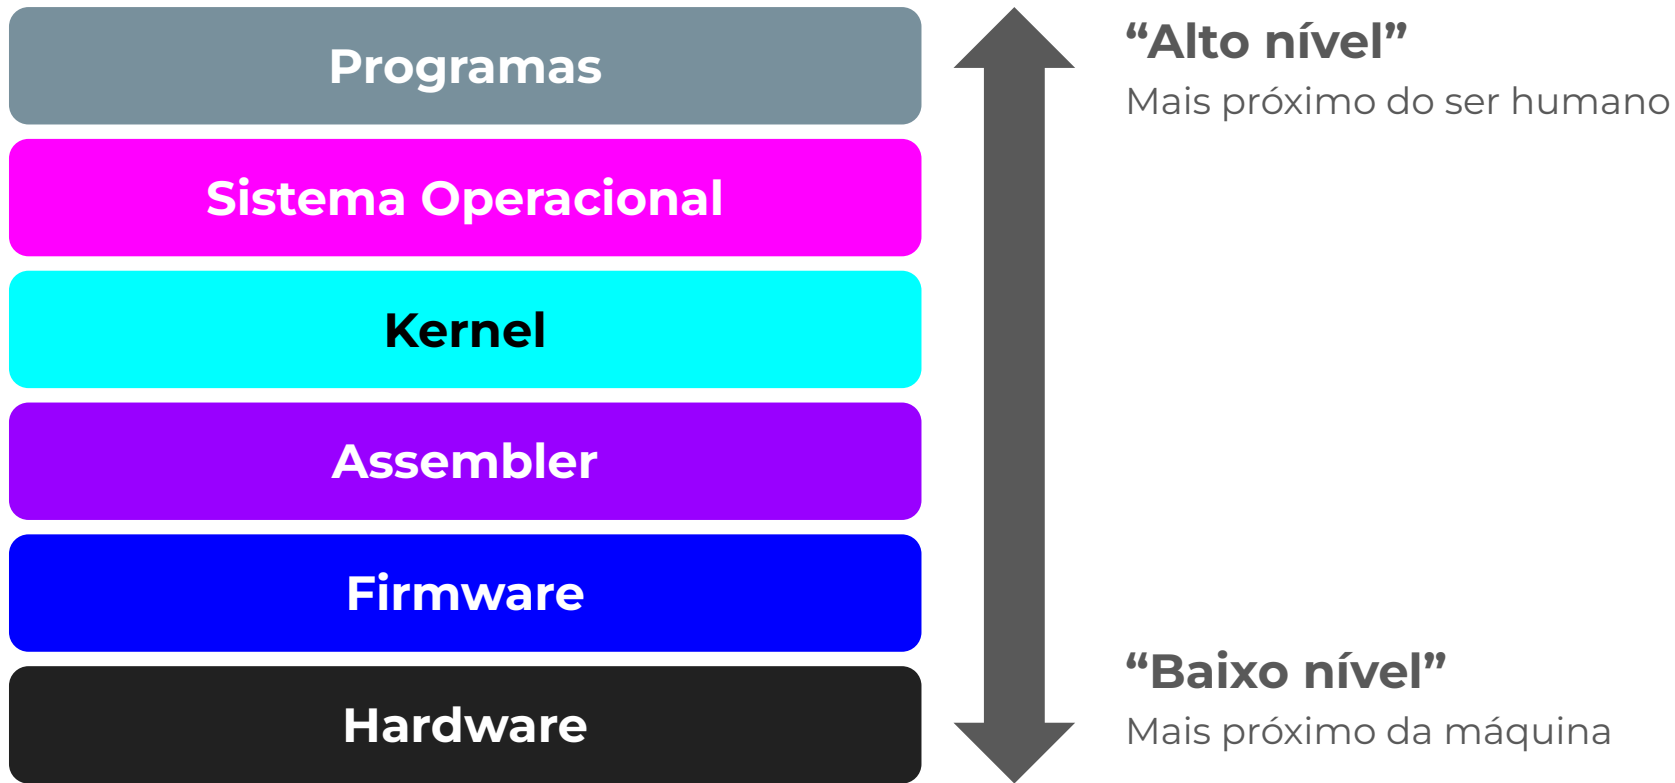 Programas
Sistema Operacional
Kernel
Assembler
Firmware
Hardware
“Alto nível”
Mais próximo do ser humano
“Baixo nível”
Mais próximo da máquina